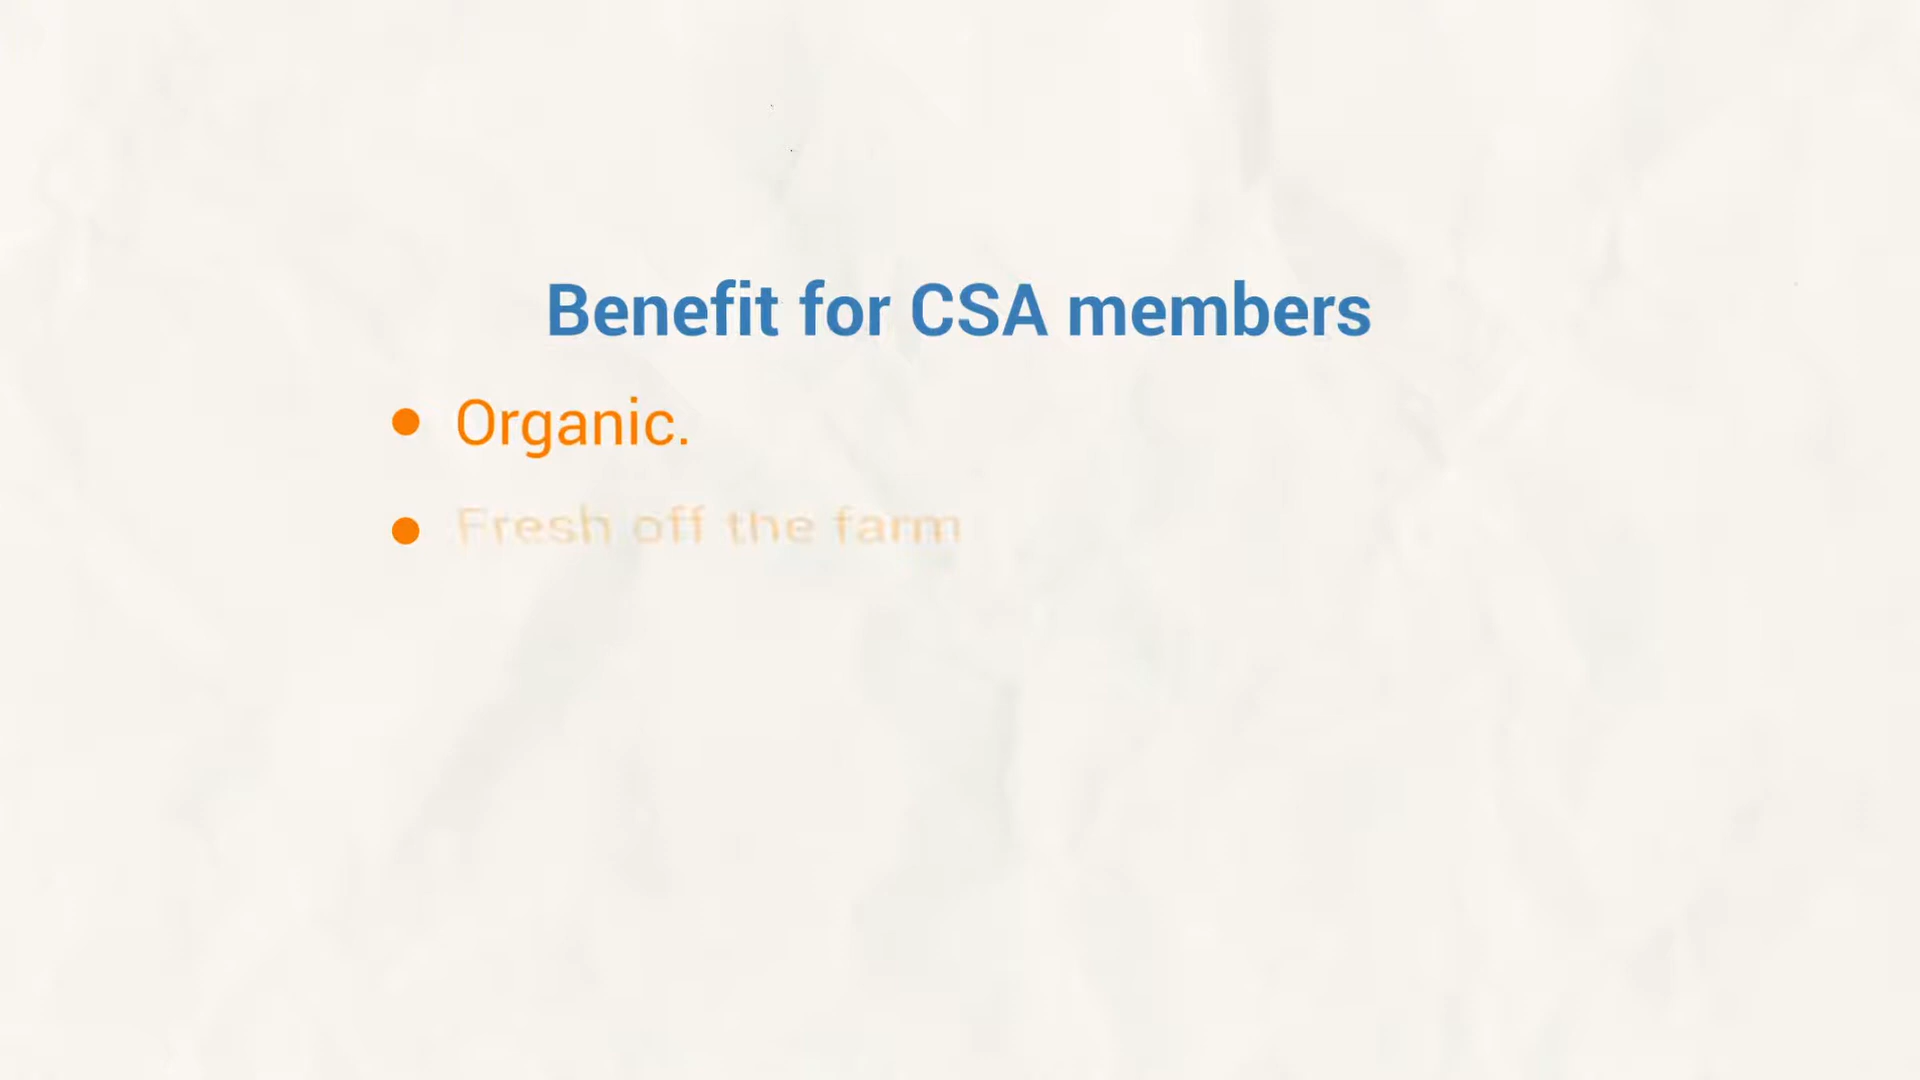 Benefit for CSA members
• Organic.
• Fresh off the farm